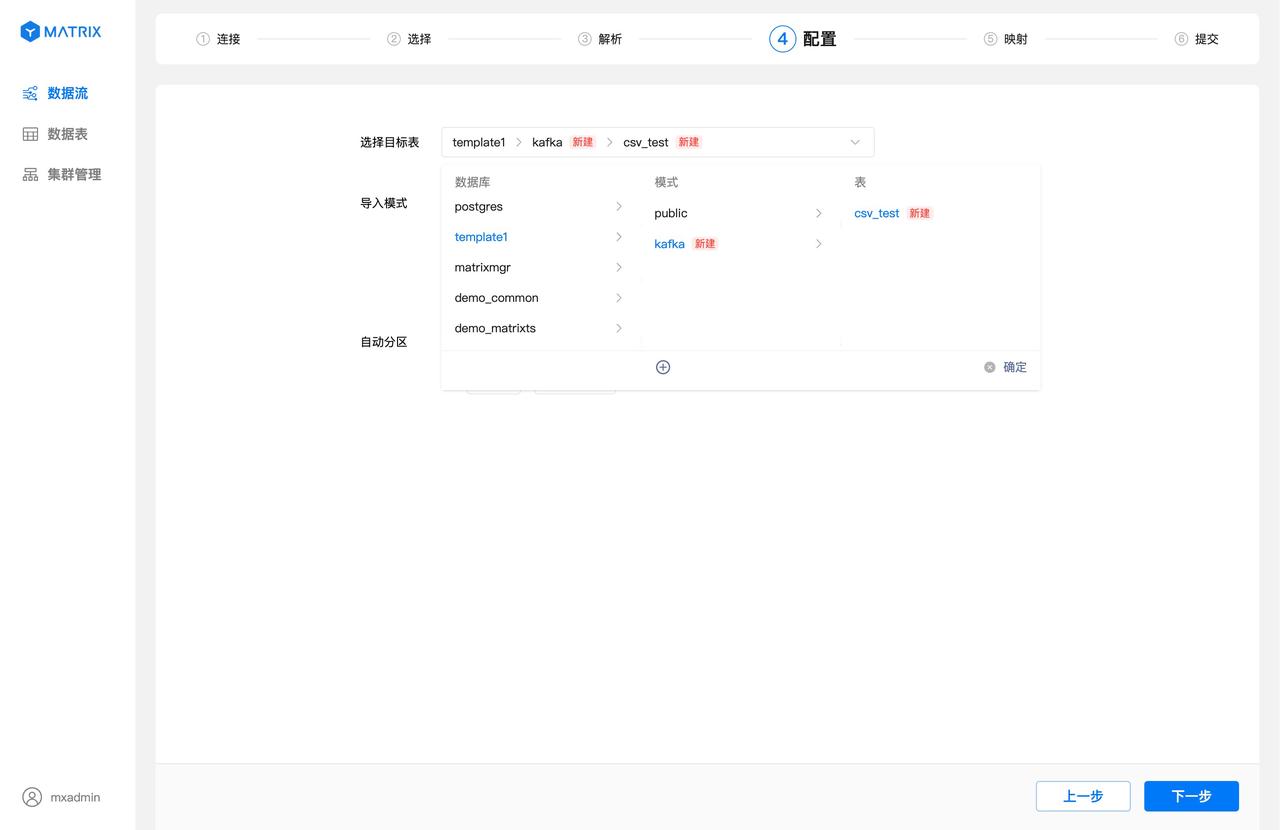 MATRIX
① 连接 ② 选择 ③ 解析 4 配置 ⑤ 映射 ⑥ 提交
数据流
数据表
集群管理
选择目标表 template1 > kafka 新建 > csv_test 新建
数据库 模式 表
postgres
public csv_test 新建
导入模式
template1
kafka 新建
matrixmgr
demo_common
demo_matrixts
自动分区
确定
mxadmin
上一步 下一步